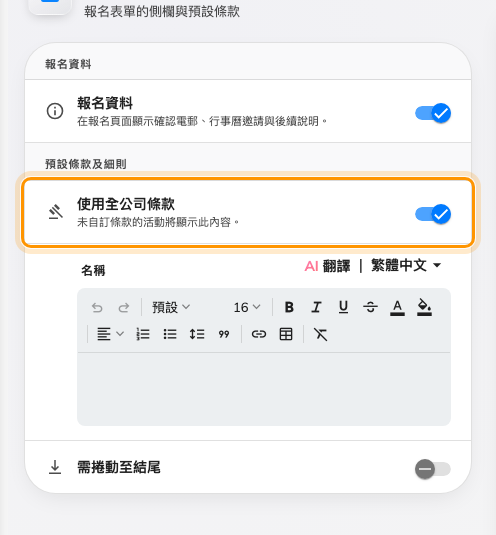 報名表單的側欄與預設條款
報名資料
報名資料
在報名頁面顯示確認電郵、行事曆邀請與後續說明。
預設條款及細則
使用全公司條款
未自訂條款的活動將顯示此內容。
名稱
AI 翻譯 | 繁體中文
預設 16 B I U S A
需捲動至結尾